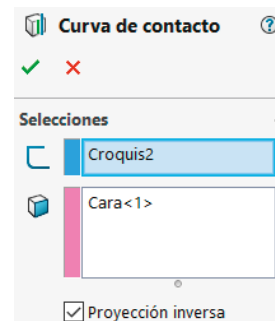 Curva de contacto
Selecciones
Croquis2
Cara<1>
Proyección inversa